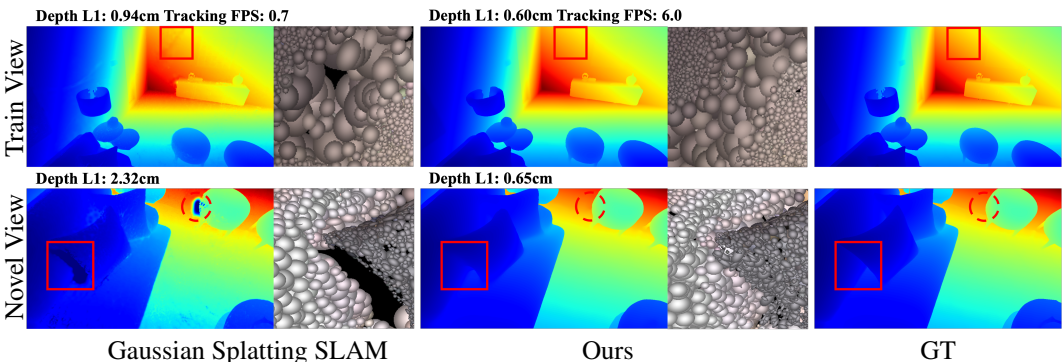 Depth L1: 0.94cm Tracking FPS: 0.7
Depth L1: 0.60cm Tracking FPS: 6.0
Train View
Depth L1: 2.32cm
Depth L1: 0.65cm
Novel View
Gaussian Splatting SLAM
Ours
GT